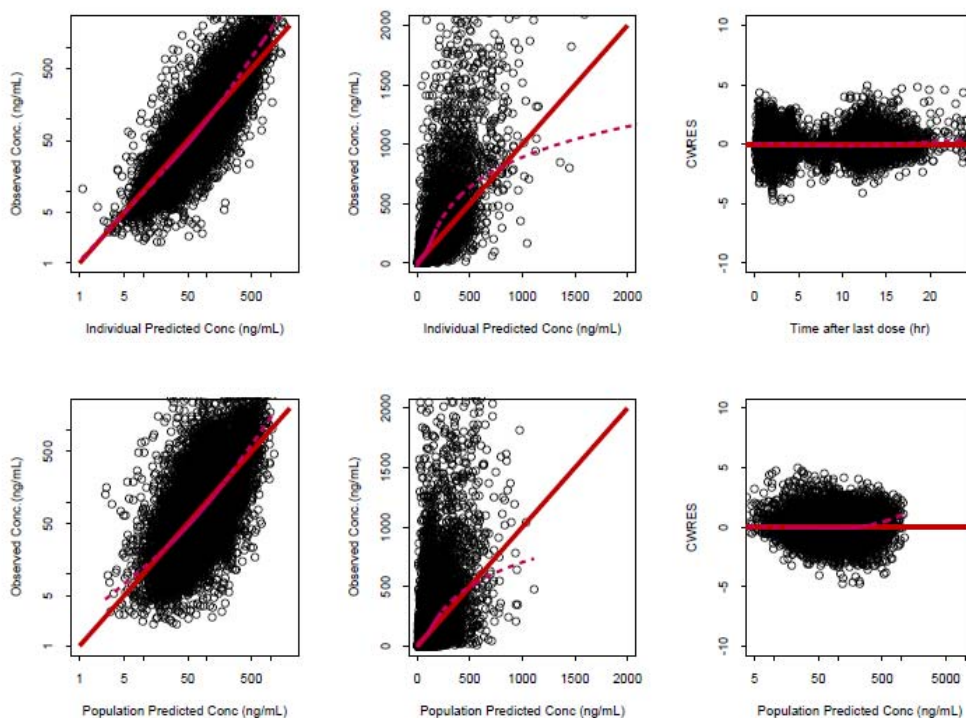 Observed Conc. (ng/mL)
500
50
5
1
1 5 50 500
Individual Predicted Conc (ng/mL)
Observed Conc. (ng/mL)
2000
1500
1000
500
0
0 500 1000 1500 2000
Individual Predicted Conc (ng/mL)
CWRES
10
5
0
-5
-10
0 5 10 15 20
Time after last dose (hr)
Observed Conc.(ng/mL)
500
50
5
1
1 5 50 500
Population Predicted Conc (ng/mL)
Observed Conc.(ng/mL)
2000
1500
1000
500
0
0 500 1000 1500 2000
Population Predicted Conc (ng/mL)
CWRES
10
5
0
-5
-10
5 50 500 5000
Population Predicted Conc (ng/mL)